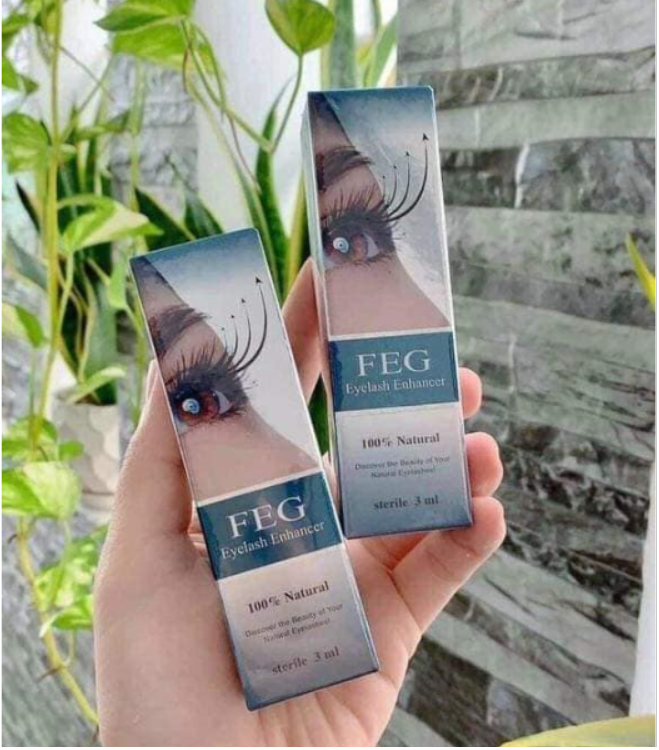 FEG
Eyelash Enhancer
100% Natural
Discover the Beauty of Your
Natural Eyelashes!
sterile 3 ml
FEG
Eyelash Enhancer
100% Natural
Discover the Beauty of Your
Natural Eyelashes!
sterile 3 ml